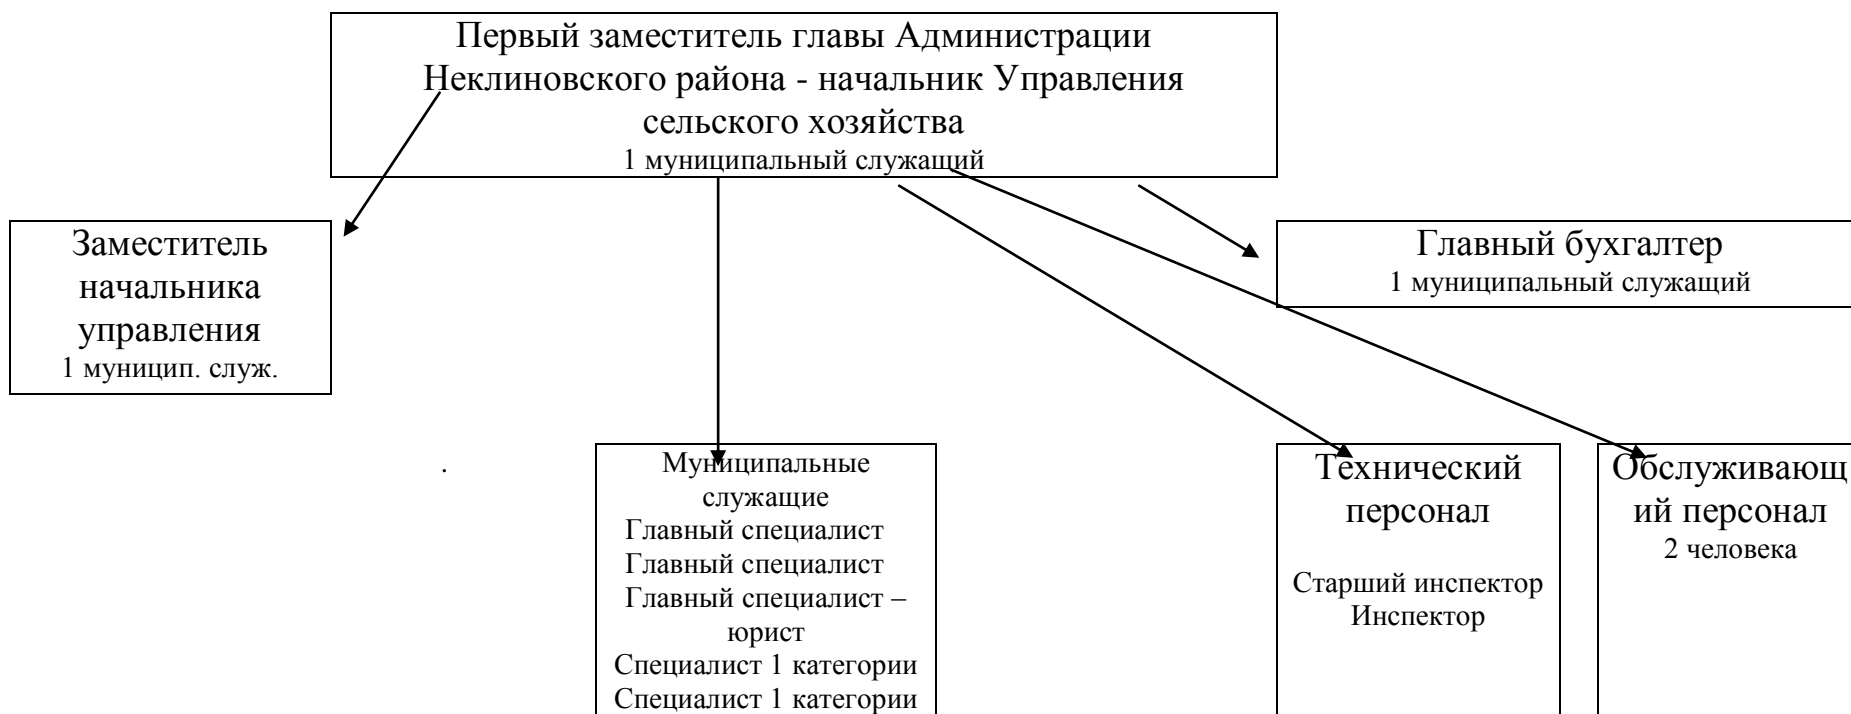 Первый заместитель главы Администрации
Неклиновского района - начальник Управления
сельского хозяйства
1 муниципальный служащий
Заместитель
начальника
управления
1 муницип. служ.
Главный бухгалтер
1 муниципальный служащий
.
Муниципальные
служащие
Главный специалист
Главный специалист
Главный специалист –
юрист
Специалист 1 категории
Специалист 1 категории
Технический
персонал
Старший инспектор
Инспектор
Обслуживающ
ий персонал
2 человека